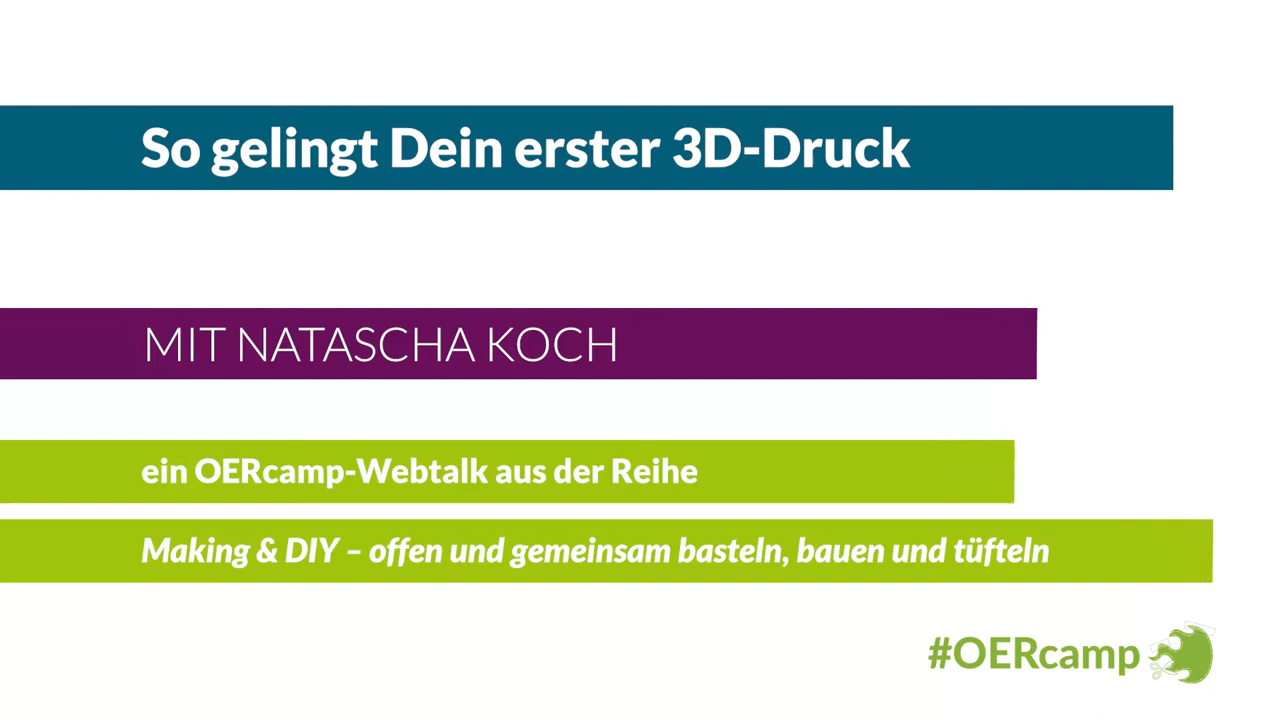 So gelingt Dein erster 3D-Druck
MIT NATASCHA KOCH
ein OERcamp-Webtalk aus der Reihe
Making & DIY – offen und gemeinsam basteln, bauen und tüfteln
#OERcamp